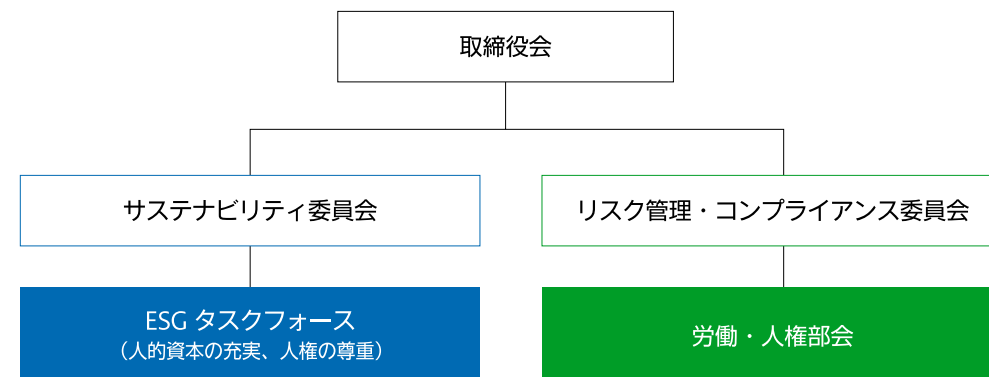 取締役会
サステナビリティ委員会
リスク管理・コンプライアンス委員会
ESG タスクフォース
（人的資本の充実、人権の尊重）
労働・人権部会